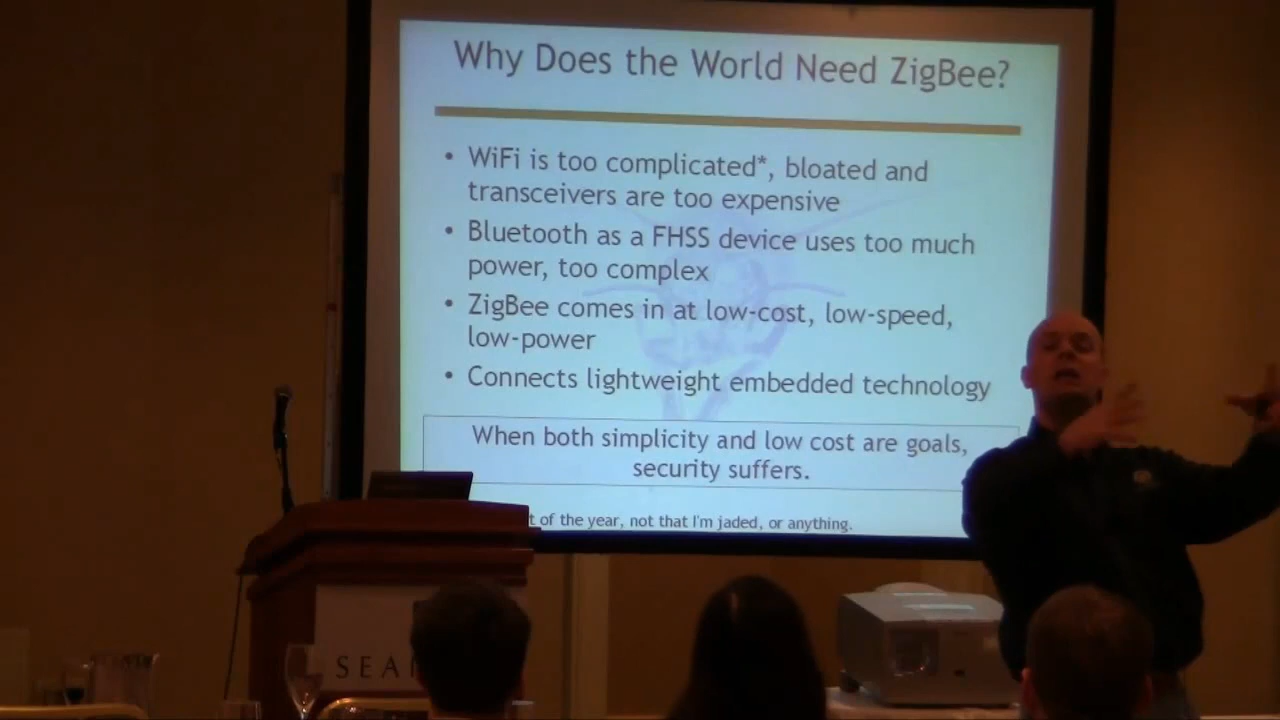 Why Does the World Need ZigBee?
• WiFi is too complicated*, bloated and
transceivers are too expensive
• Bluetooth as a FHSS device uses too much
power, too complex
• ZigBee comes in at low-cost, low-speed,
low-power
• Connects lightweight embedded technology
When both simplicity and low cost are goals,
security suffers.
of the year, not that I'm jaded, or anything.